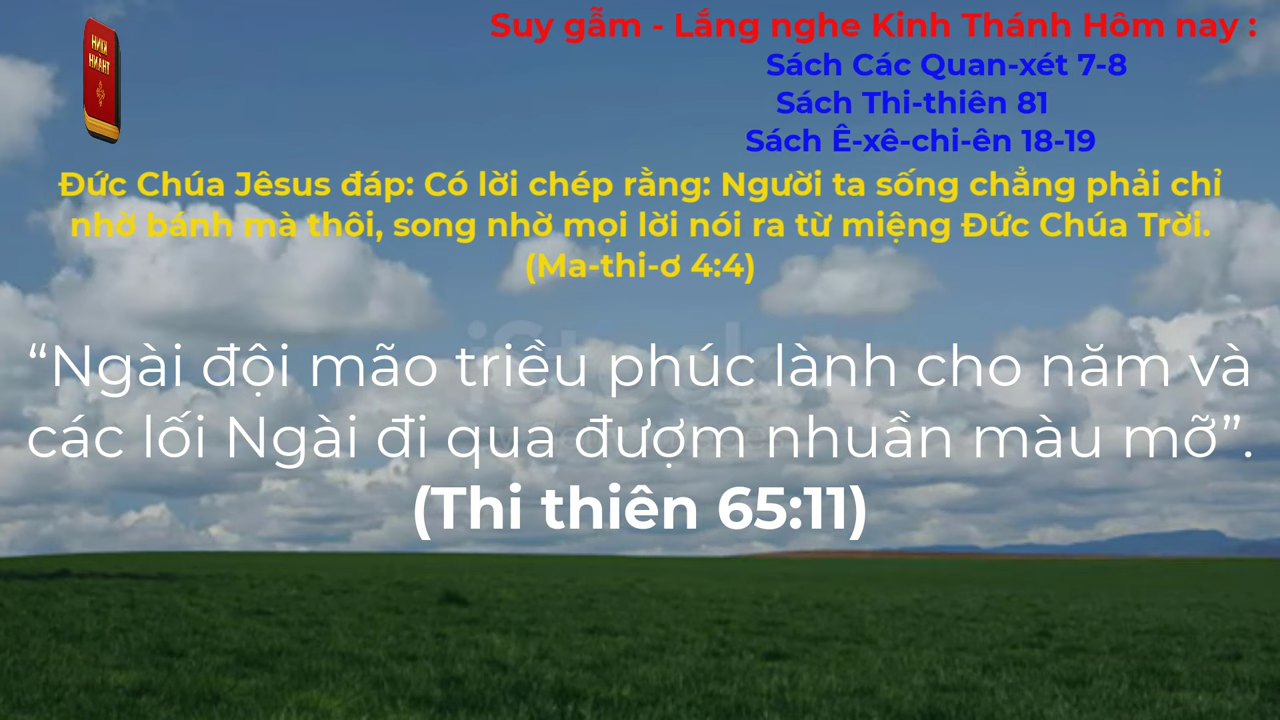 Suy gẫm - Lắng nghe Kinh Thánh Hôm nay :
Sách Các Quan-xét 7-8
Sách Thi-thiên 81
Sách Ê-xê-chi-ên 18-19
KINH
THANH
Đức Chúa Jêsus đáp: Có lời chép rằng: Người ta sống chẳng phải chỉ
nhờ bánh mà thôi, song nhờ mọi lời nói ra từ miệng Đức Chúa Trời.
(Ma-thi-ơ 4:4)
“Ngài đội mão triều phúc lành cho năm và
các lối Ngài đi qua đượm nhuần màu mỡ”.
(Thi thiên 65:11)
iStock